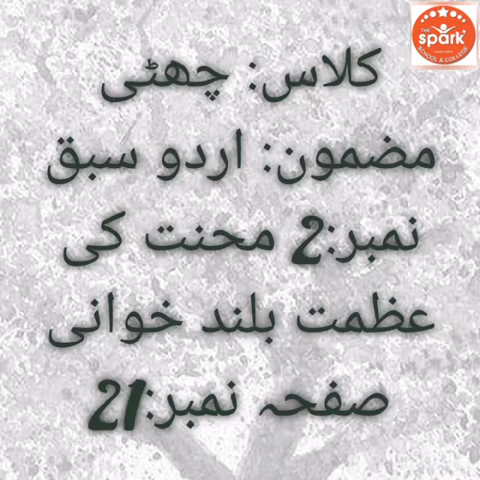 THE
spark
SCHOOL & COLLEGE
کلاس: چھٹی
مضمون: اردو سبق
نمبر:2 محنت کی
عظمت بلند خوانی
صفحہ نمبر:21